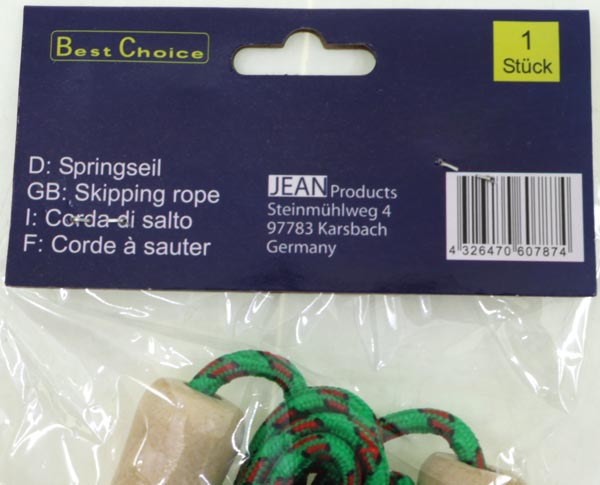 Best Choice
1
Stück
D: Springseil
GB: Skipping rope
I: Corda di salto
F: Corde à sauter
JEAN Products
Steinmühlweg 4
97783 Karsbach
Germany
4 326470 607874